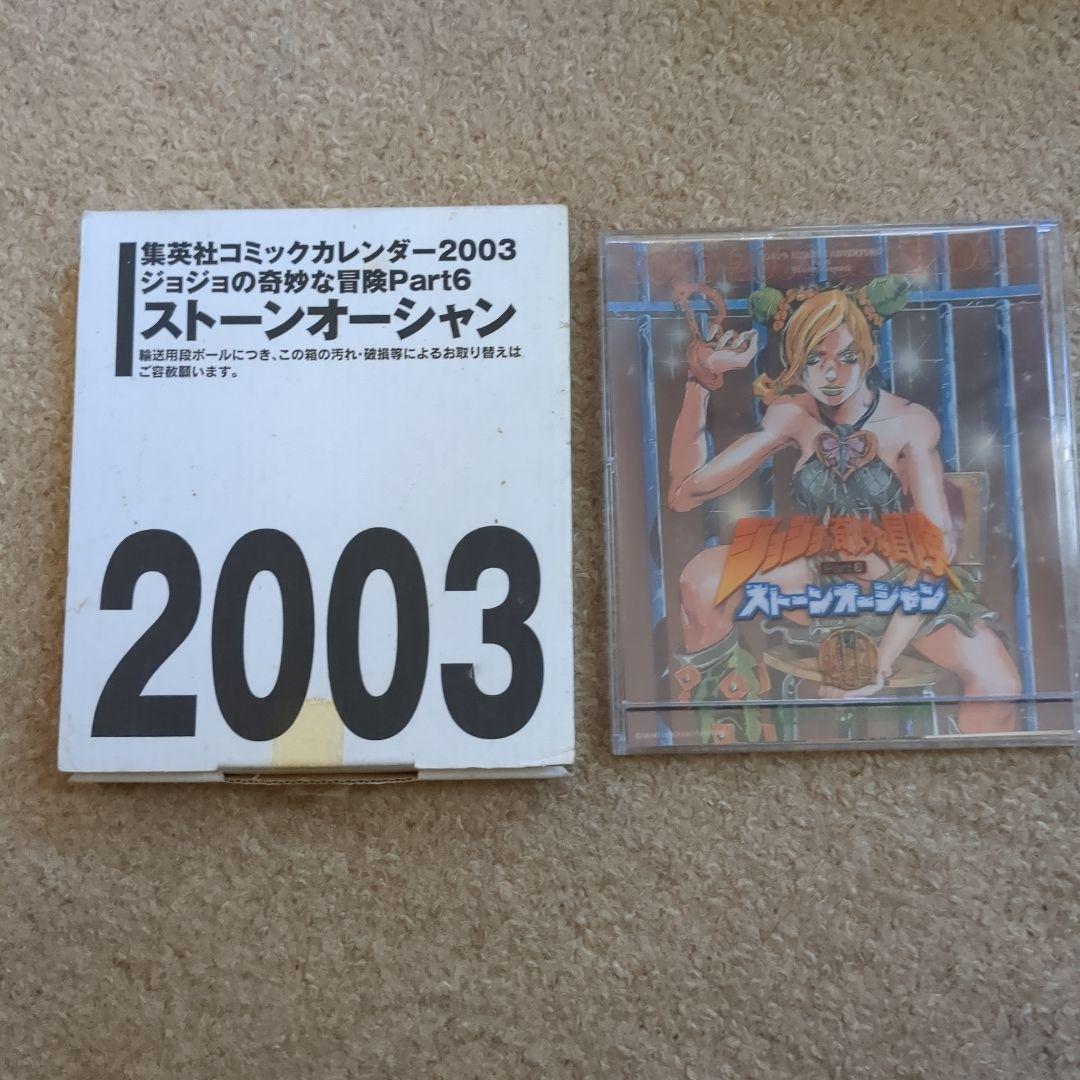 集英社コミックカレンダー2003
ジョジョの奇妙な冒険Part6
ストーンオーシャン
輸送用段ボールにつき、この箱の汚れ・破損等によるお取り替えは
ご容赦願います。
2003
ジョジョの奇妙な冒険
ストーンオーシャン